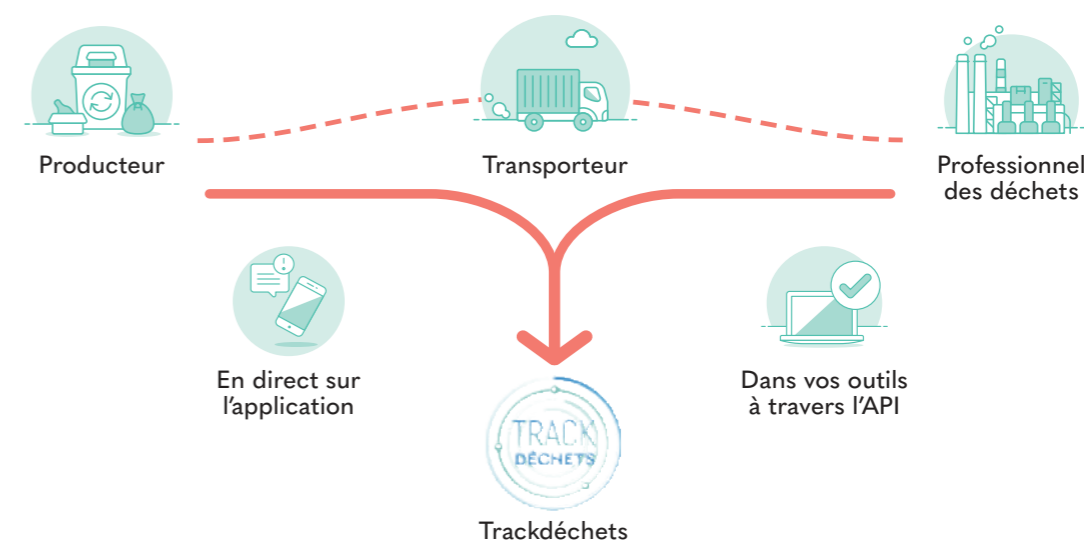 Producteur
Transporteur
Professionnel
des déchets
En direct sur
l'application
Dans vos outils
à travers l'API
TRACK
DÉCHETS
Trackdéchets